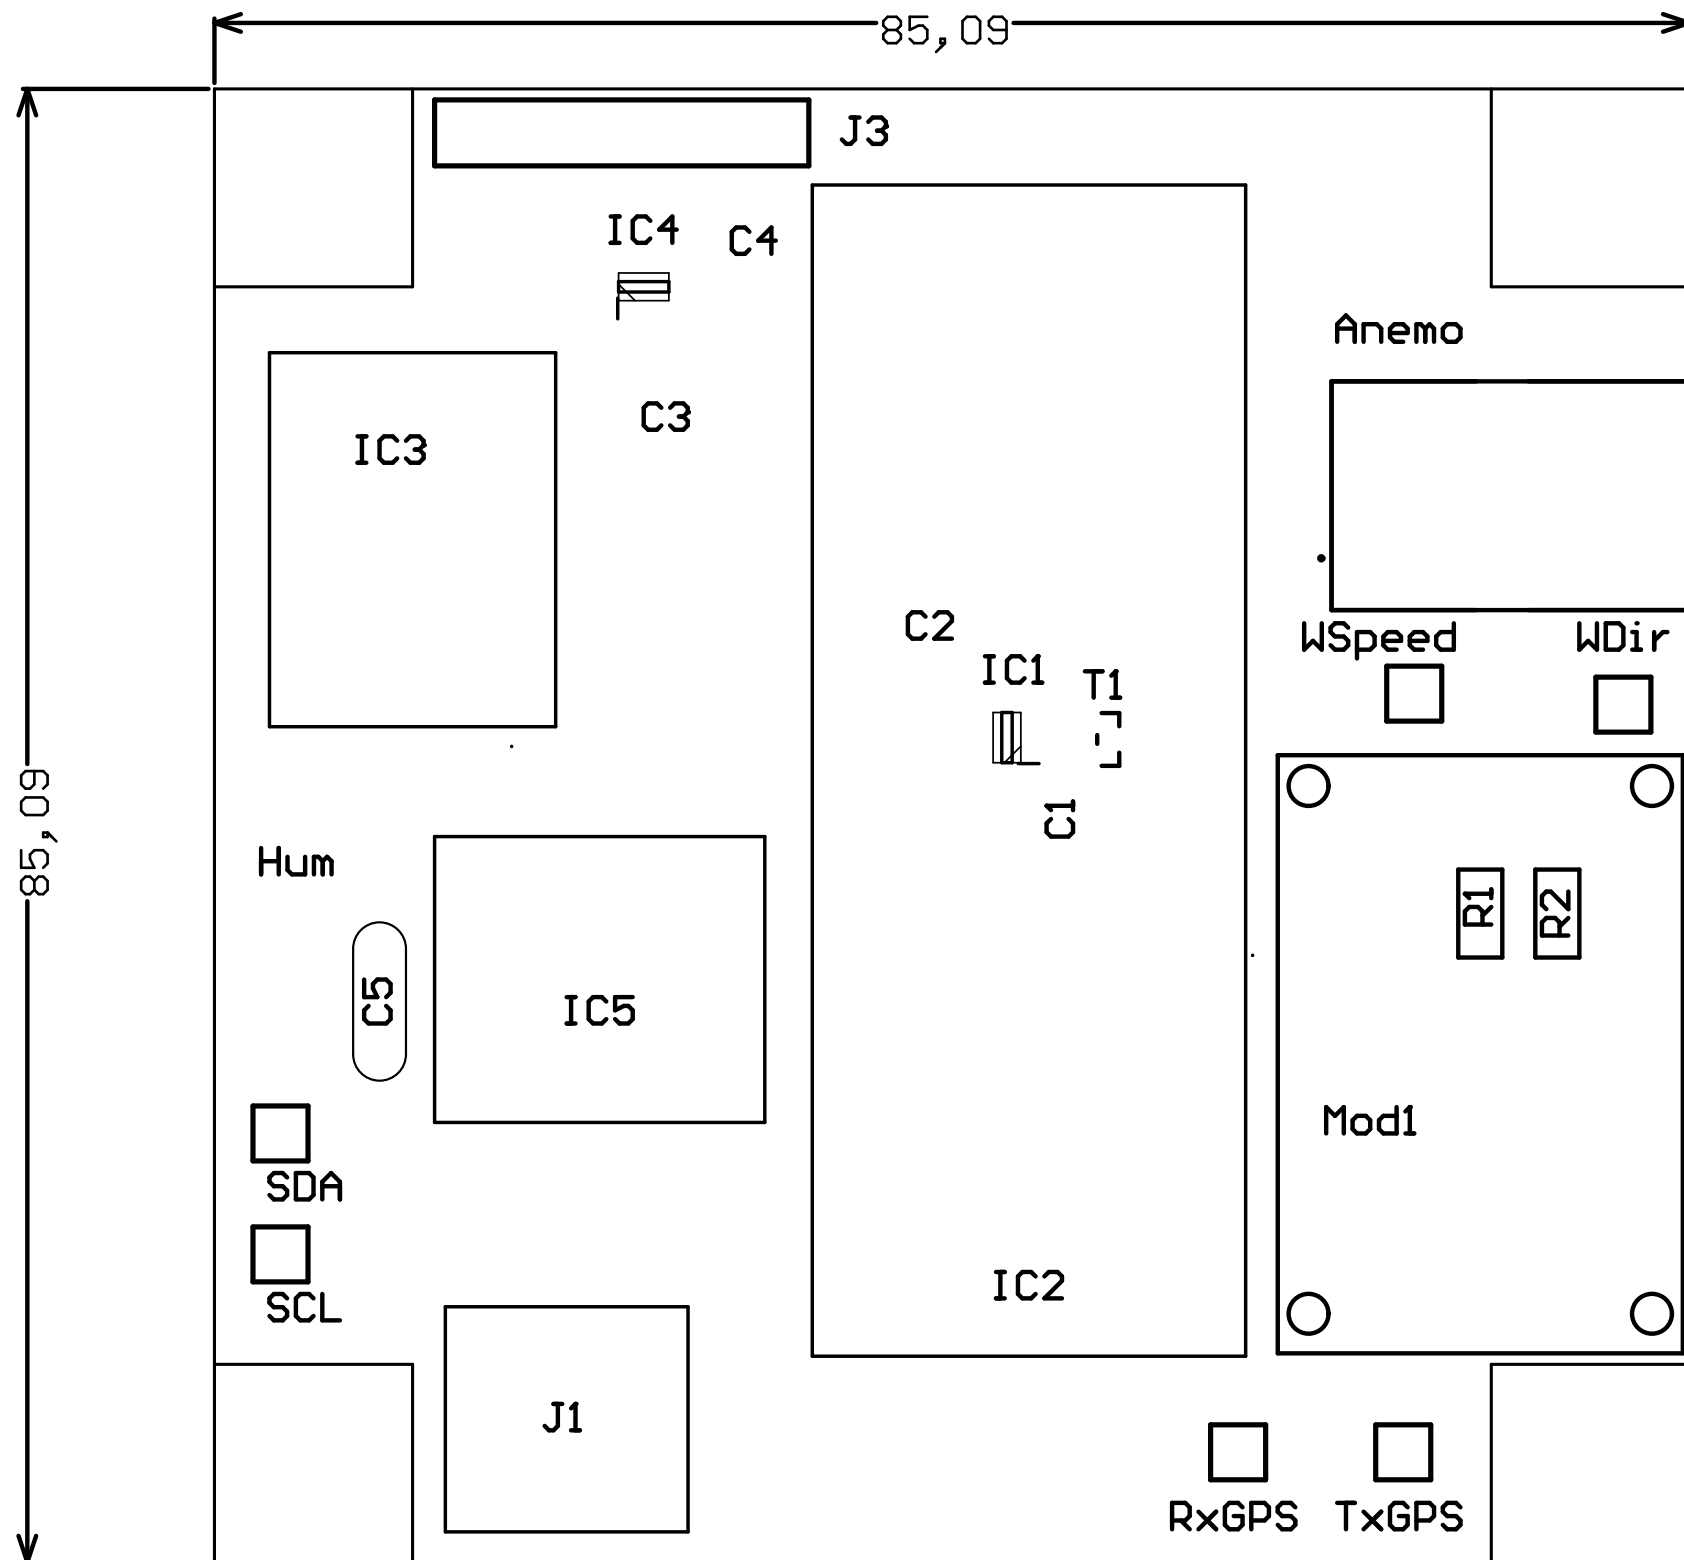 85,09
J3
IC4
C4
Anemo
C3
IC3
C2
WSpeed
WDir
IC1
T1
85,09
C1
Hum
R1
R2
C5
IC5
Mod1
SDA
IC2
SCL
J1
RxGPS
TxGPS